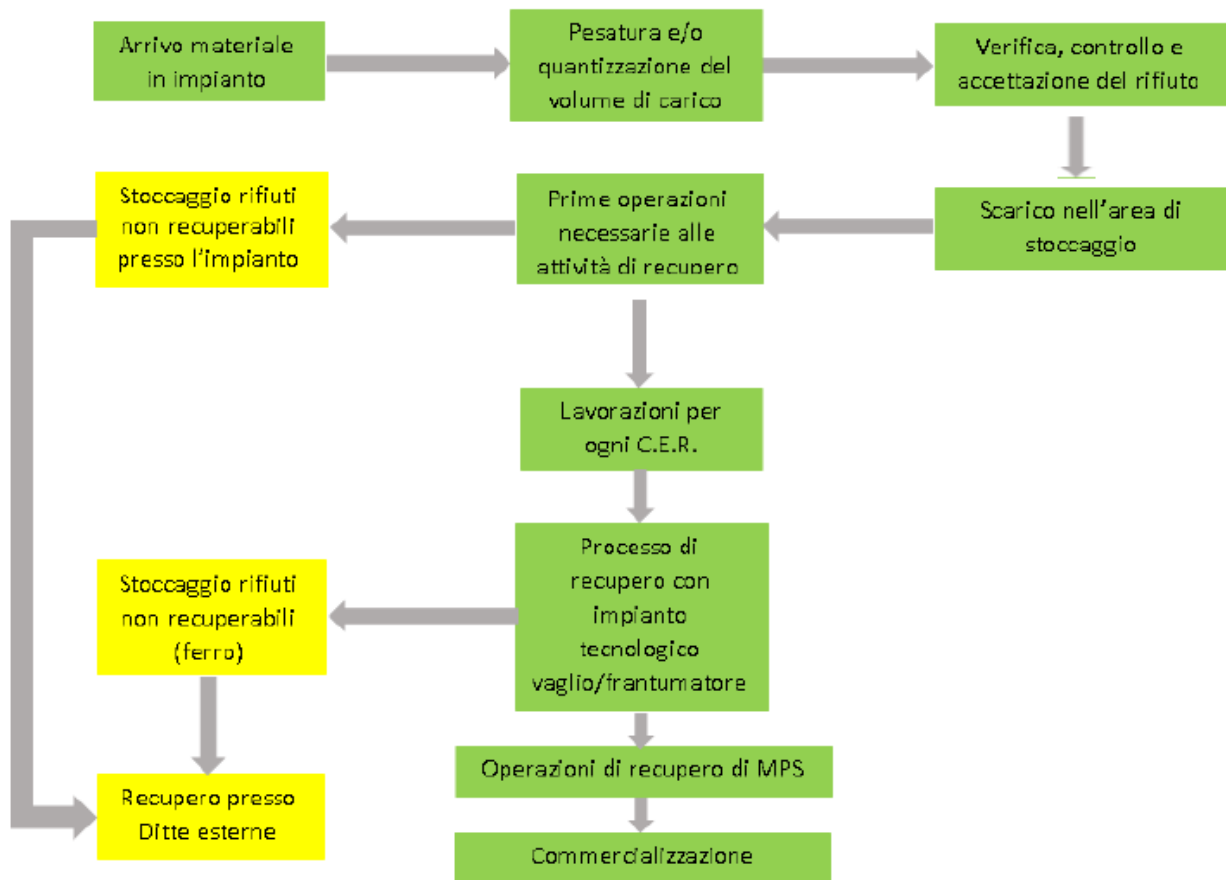 Arrivo materiale
in impianto
Pesatura e/o
quantizzazione del
volume di carico
Verifica, controllo e
accettazione del rifiuto
Stoccaggio rifiuti
non recuperabili
presso l'impianto
Prime operazioni
necessarie alle
attività di recupero
Scarico nell'area di
stoccaggio
Lavorazioni per
ogni C.E.R.
Processo di
recupero con
impianto
tecnologico
vaglio/frantumatore
Stoccaggio rifiuti
non recuperabili
(ferro)
Operazioni di recupero di MPS
Recupero presso
Ditte esterne
Commercializzazione